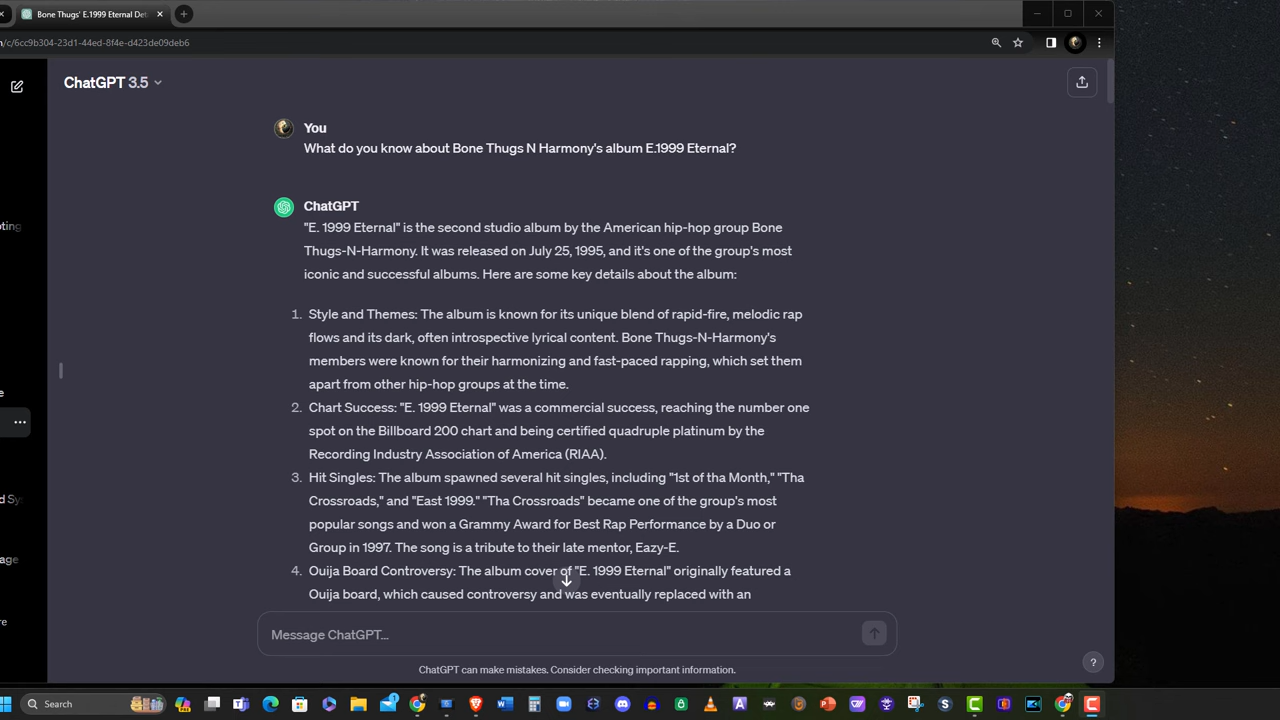 Bone Thugs' E.1999 Eternal Det
n/c/6cc9b304-23d1-44ed-8f4e-d423de09deb6
ChatGPT 3.5
You
What do you know about Bone Thugs N Harmony's album E.1999 Eternal?
ChatGPT
"E. 1999 Eternal" is the second studio album by the American hip-hop group Bone
Thugs-N-Harmony. It was released on July 25, 1995, and it's one of the group's most
iconic and successful albums. Here are some key details about the album:
1. Style and Themes: The album is known for its unique blend of rapid-fire, melodic rap
flows and its dark, often introspective lyrical content. Bone Thugs-N-Harmony's
members were known for their harmonizing and fast-paced rapping, which set them
apart from other hip-hop groups at the time.
2. Chart Success: "E. 1999 Eternal" was a commercial success, reaching the number one
spot on the Billboard 200 chart and being certified quadruple platinum by the
Recording Industry Association of America (RIAA).
3. Hit Singles: The album spawned several hit singles, including "1st of tha Month," "Tha
Crossroads," and "East 1999." "Tha Crossroads" became one of the group's most
popular songs and won a Grammy Award for Best Rap Performance by a Duo or
Group in 1997. The song is a tribute to their late mentor, Eazy-E.
4. Ouija Board Controversy: The album cover of "E. 1999 Eternal" originally featured a
Ouija board, which caused controversy and was eventually replaced with an
Message ChatGPT...
ChatGPT can make mistakes. Consider checking important information.
?
Search